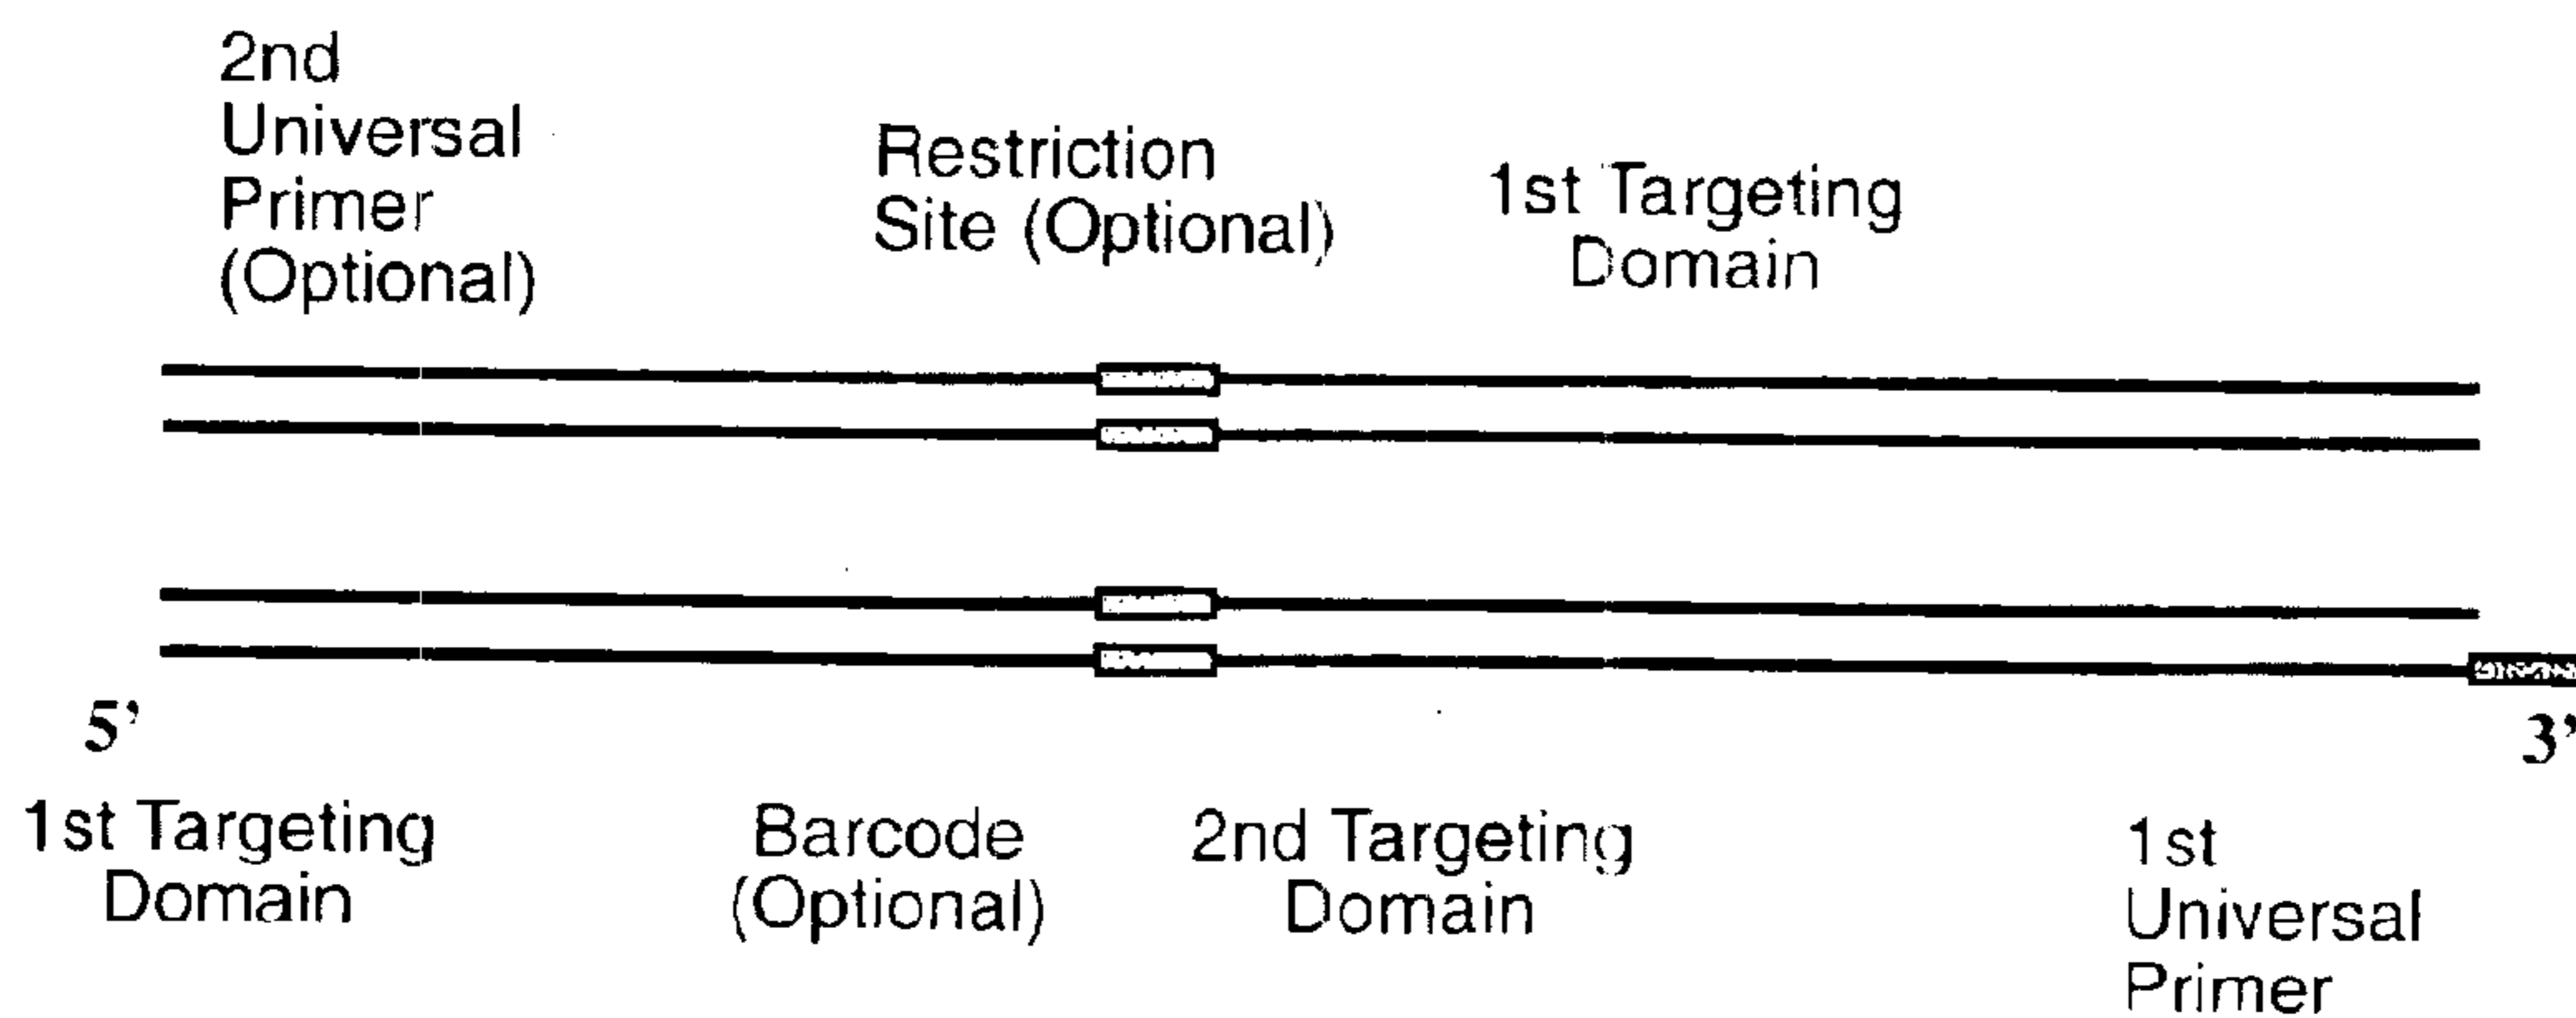 2nd
Universal
Primer
(Optional)
Restriction
Site (Optional)
1st Targeting
Domain
5’
3’
1st Targeting
Domain
Barcode
(Optional)
2nd Targeting
Domain
1st
Universal
Primer